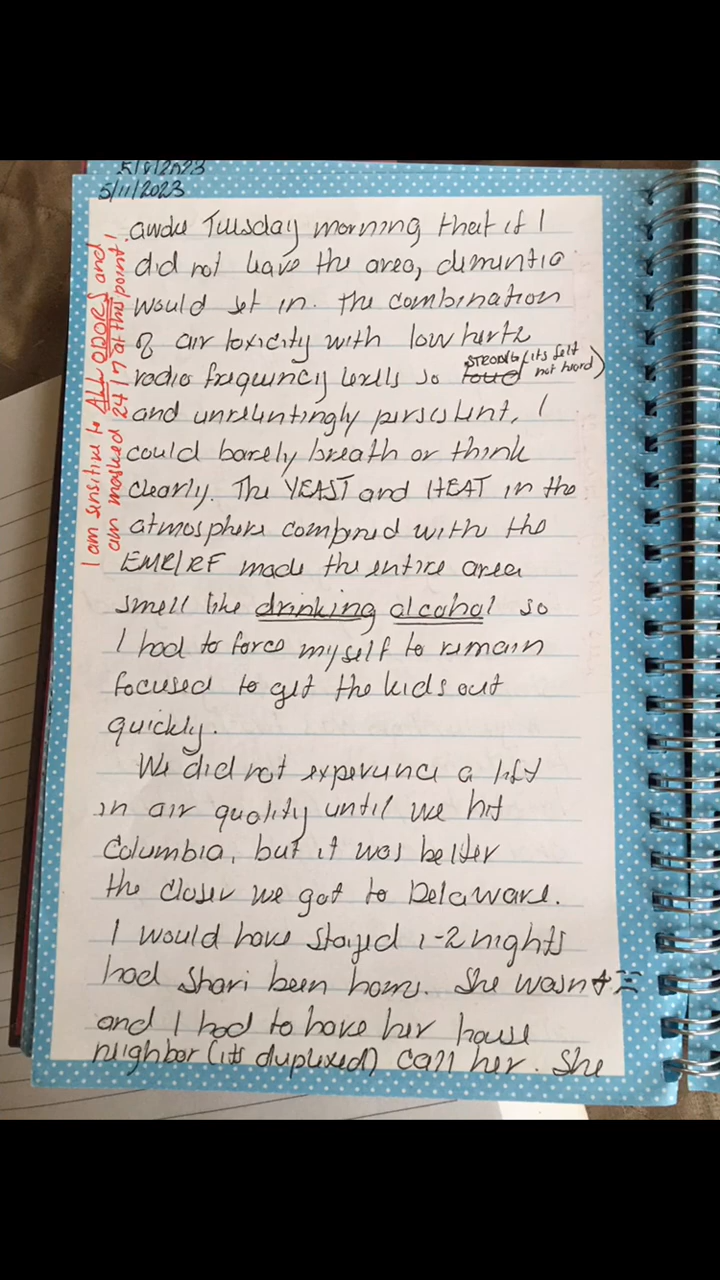 5/8/2023
5/11/2023
awoke Tuesday morning that if I
did not leave the area, dementia
would set in. The combination
of air toxicity with low hertz
radio frequency levels so loud STRONG (its felt not heard)
and unrelentingly persistent, I
could barely breath or think
clearly. The YEAST and HEAT in the
atmosphere combined with the
EMR/RF made the entire area
smell like drinking alcohol so
I had to force myself to remain
focused to get the kids out
quickly.
We did not experience a lift
in air quality until we hit
Columbia, but it was better
the closer we got to Delaware.
I would have stayed 1-2 nights
had Shari been home. She wasnt
and I had to have her house
neighbor (its duplexed) call her. She
I am sensitive to ALL ODORS and
am masked 24/7 at this point!